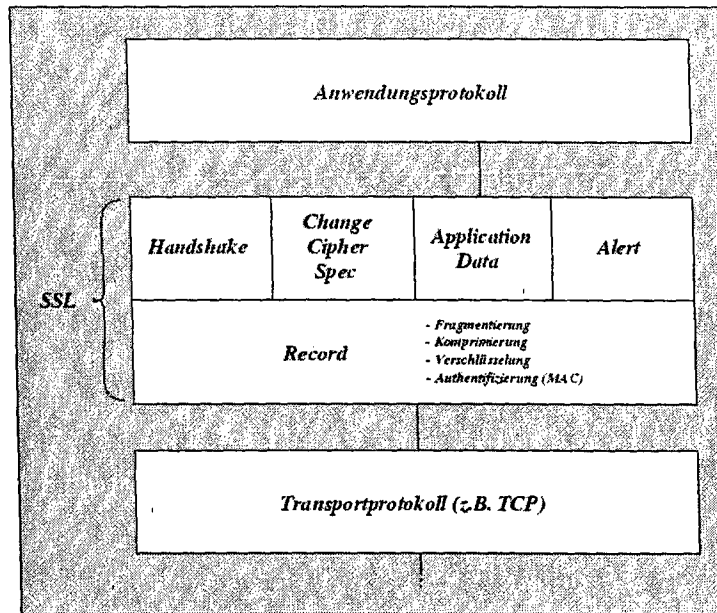 Anwendungsprotokoll
SSL
Handshake
Change
Cipher
Spec
Application
Data
Alert
Record
- Fragmentierung
- Komprimierung
- Verschlüsselung
- Authentifizierung (MAC)
Transportprotokoll (z.B. TCP)